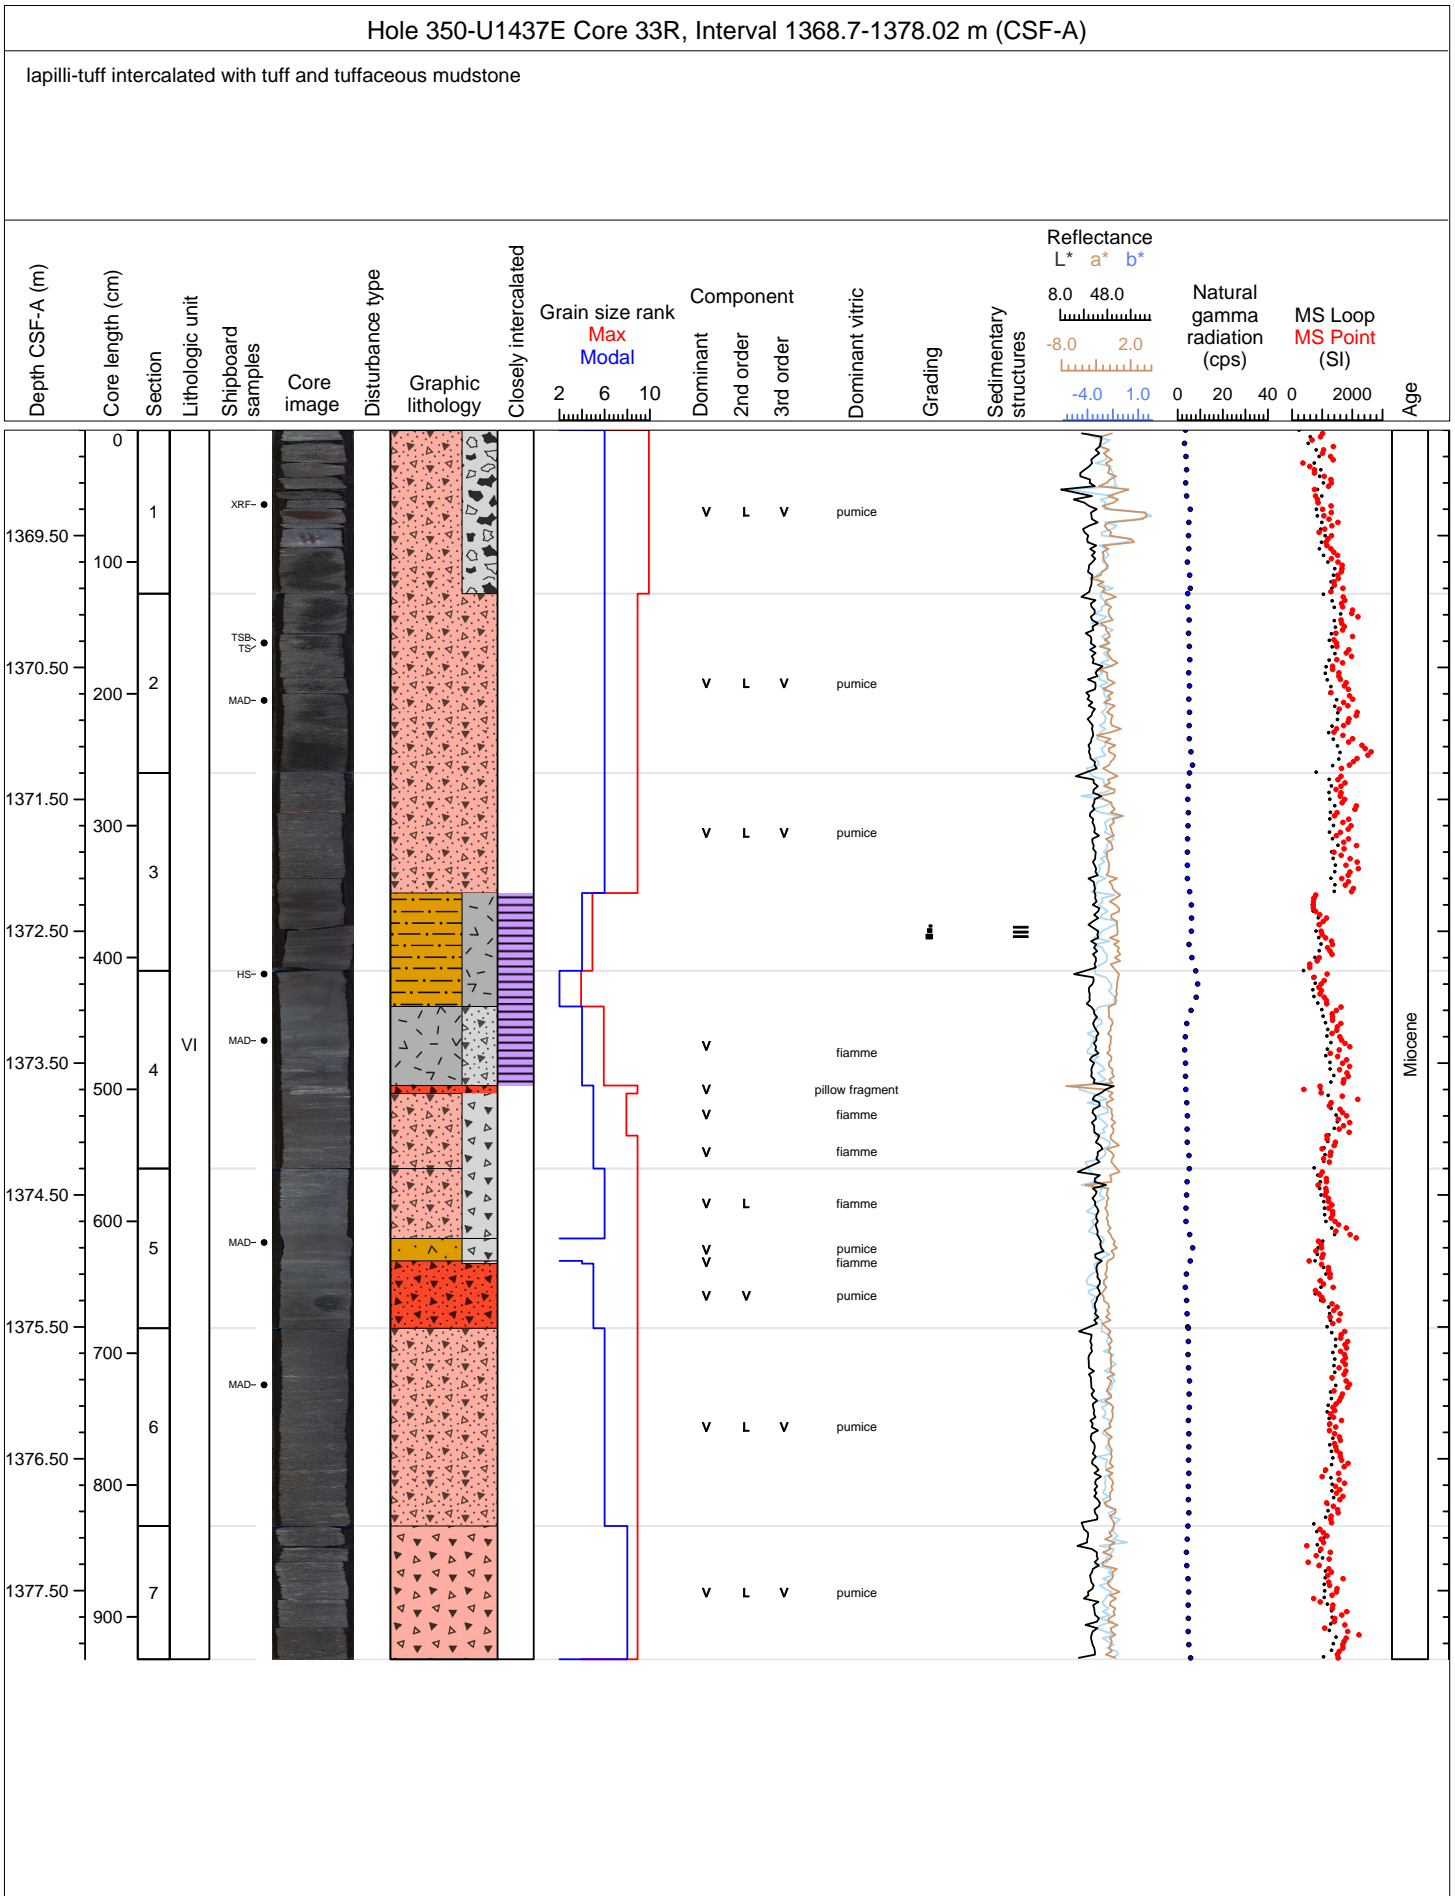 Hole 350-U1437E Core 33R, Interval 1368.7-1378.02 m (CSF-A)
lapilli-tuff intercalated with tuff and tuffaceous mudstone
Depth CSF-A (m)
Core length (cm)
Section
Lithologic unit
Shipboard
samples
Core
image
Disturbance type
Graphic
lithology
Closely intercalated
Grain size rank
Max
Modal
2 6 10
Component
Dominant
2nd order
3rd order
Dominant vitric
Grading
Sedimentary
structures
Reflectance
L* a* b*
8.0 48.0
-8.0 2.0
-4.0 1.0
Natural
gamma
radiation
(cps)
0 20 40
MS Loop
MS Point
(SI)
0 2000
Age
0
1
XRF
V L V pumice
1369.50
100
TSB
TS
1370.50
2
V L V pumice
200
MAD
1371.50
300
V L V pumice
3
1372.50
400
HS
VI
MAD
V
fiamme
1373.50
4
Miocene
500
V pillow fragment
V fiamme
V fiamme
1374.50
V L fiamme
600
5
MAD
V pumice
V fiamme
V V pumice
1375.50
700
MAD
6
V L V pumice
1376.50
800
1377.50
7
V L V pumice
900